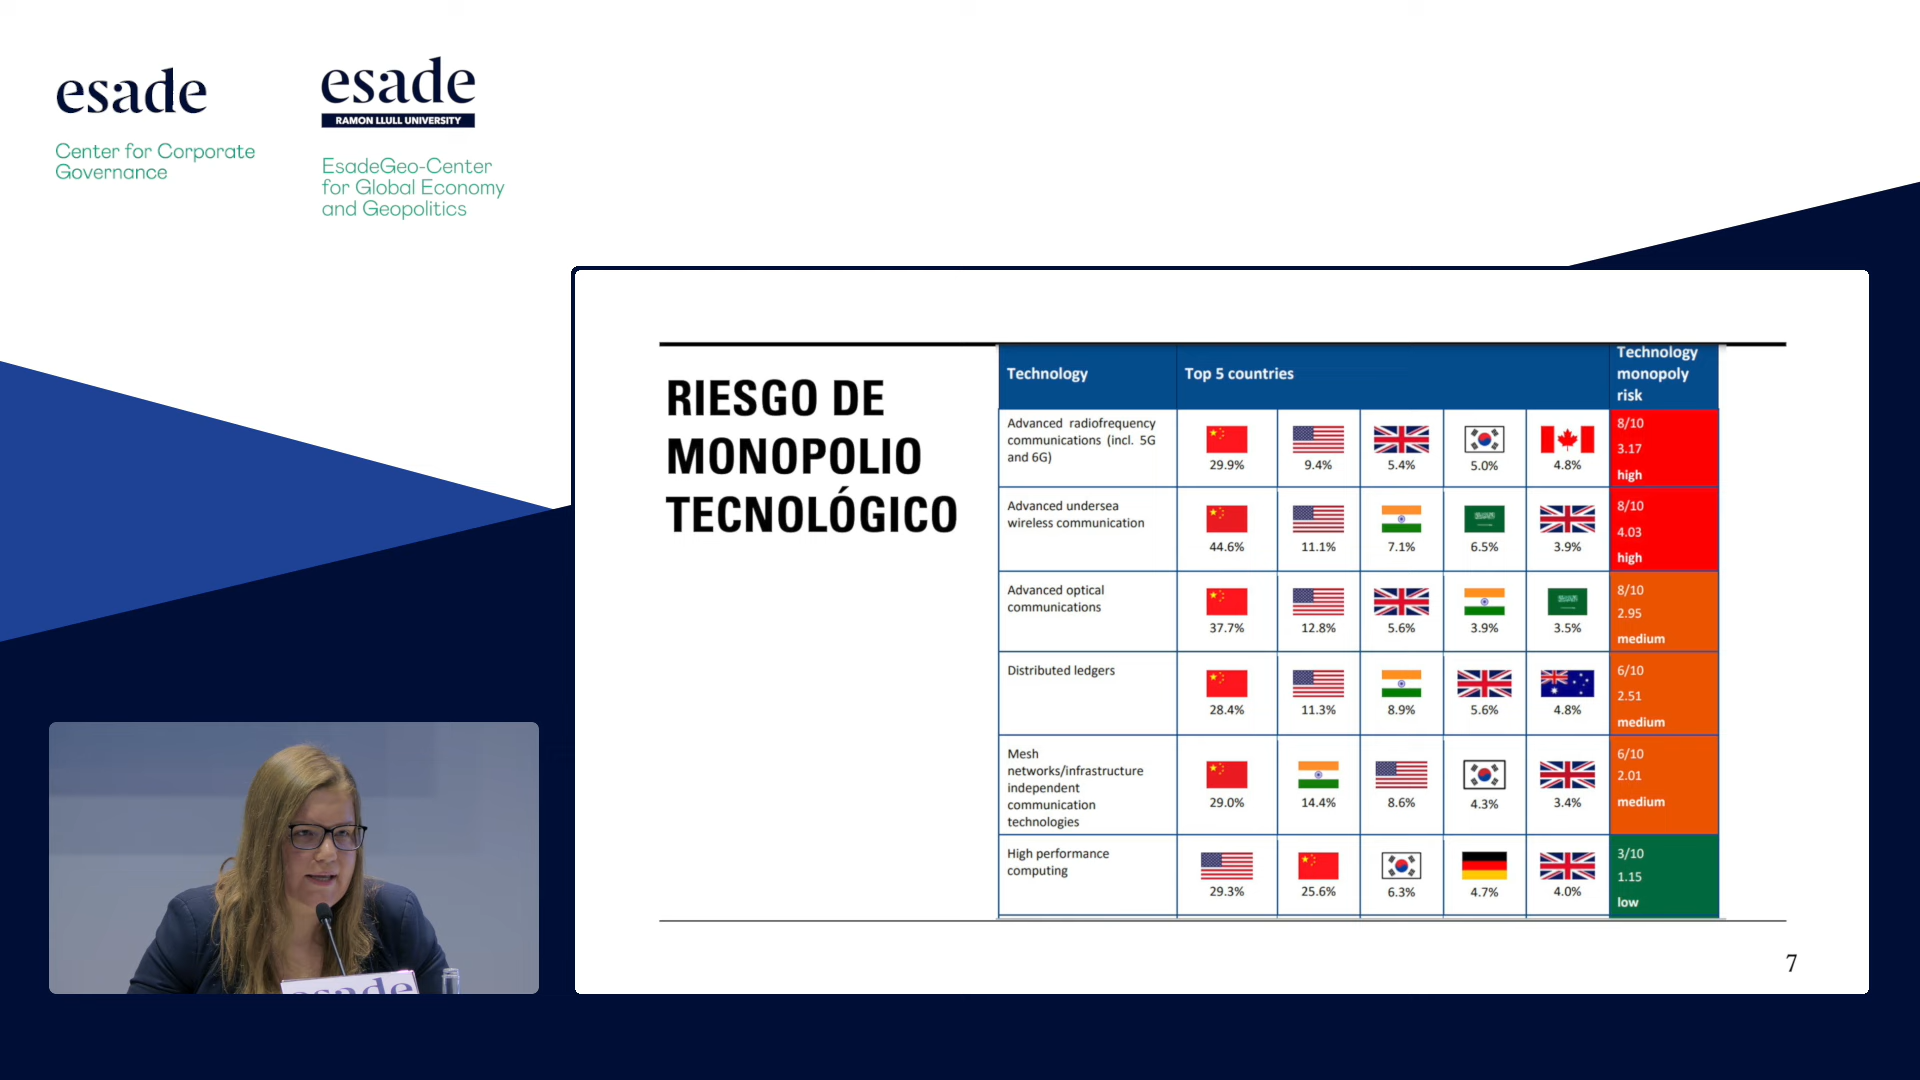 esade
Center for Corporate
Governance
esade
RAMON LLULL UNIVERSITY
EsadeGeo-Center
for Global Economy
and Geopolitics
RIESGO DE
MONOPOLIO
TECNOLÓGICO
Technology
Top 5 countries
Technology
monopoly
risk
Advanced radiofrequency
communications (incl. 5G
and 6G)
29.9%
9.4%
5.4%
5.0%
4.8%
8/10
3.17
high
Advanced undersea
wireless communication
44.6%
11.1%
7.1%
6.5%
3.9%
8/10
4.03
high
Advanced optical
communications
37.7%
12.8%
5.6%
3.9%
3.5%
8/10
2.95
medium
Distributed ledgers
28.4%
11.3%
8.9%
5.6%
4.8%
6/10
2.51
medium
Mesh
networks/infrastructure
independent
communication
technologies
29.0%
14.4%
8.6%
4.3%
3.4%
6/10
2.01
medium
High performance
computing
29.3%
25.6%
6.3%
4.7%
4.0%
3/10
1.15
low
7
esade